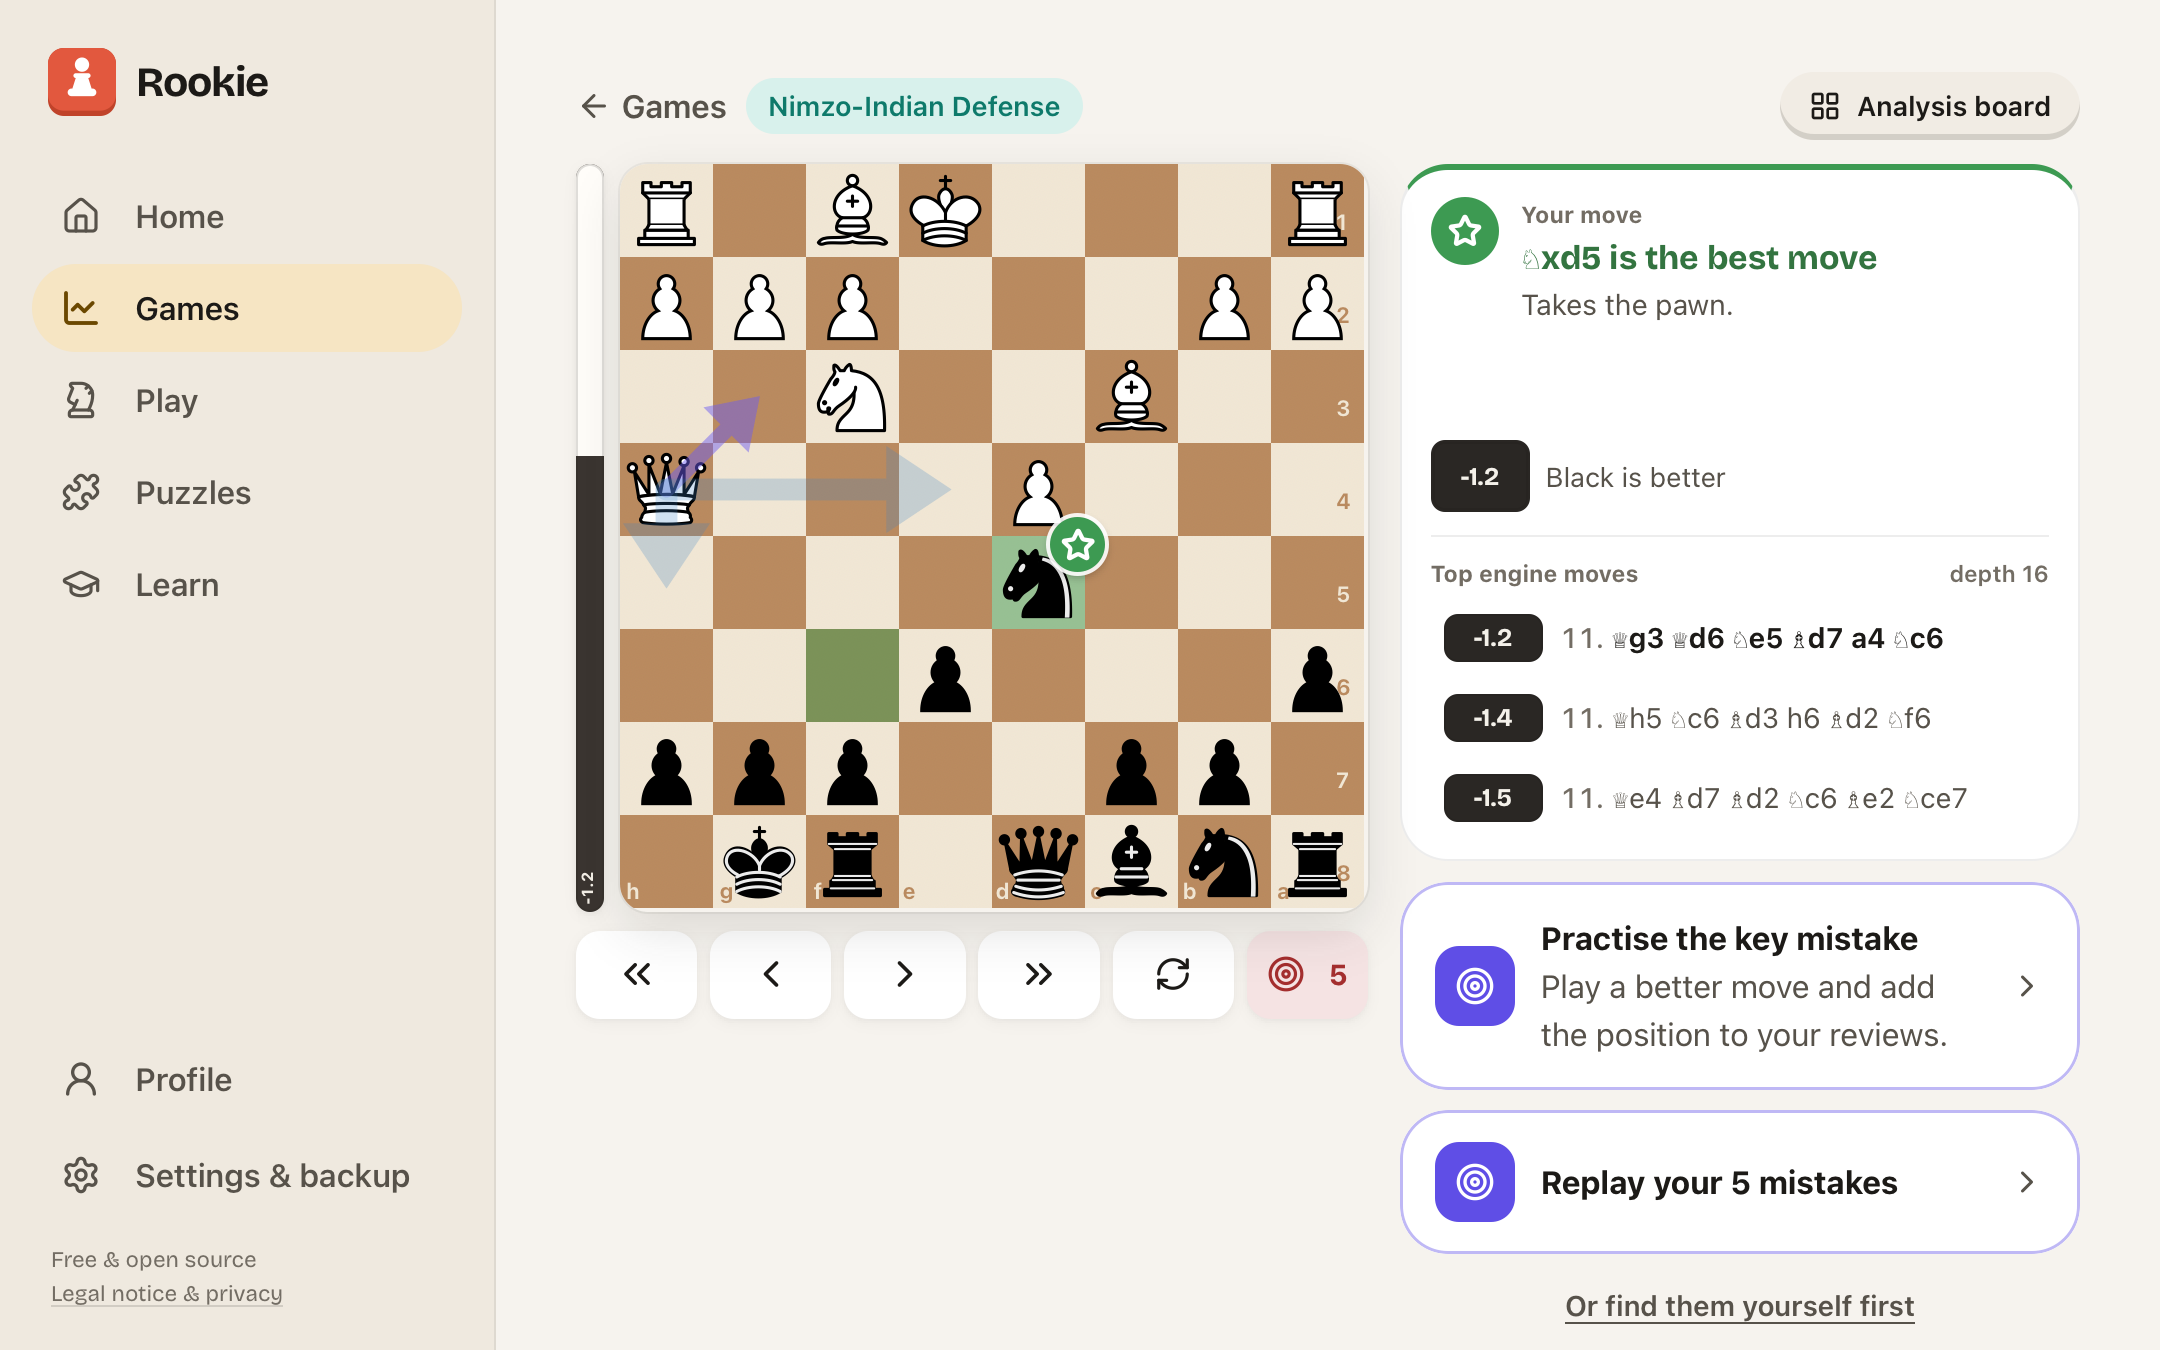 Rookie
Home
Games
Play
Puzzles
Learn
Profile
Settings & backup
Free & open source
Legal notice & privacy
Games
Nimzo-Indian Defense
Analysis board
-1.2
1
2
3
4
5
6
7
8
h g f e d c b a
5
Your move
♘xd5 is the best move
Takes the pawn.
-1.2 Black is better
Top engine moves depth 16
-1.2 11. ♕g3 ♕d6 ♘e5 ♗d7 a4 ♘c6
-1.4 11. ♕h5 ♘c6 ♗d3 h6 ♗d2 ♘f6
-1.5 11. ♕e4 ♗d7 ♗d2 ♘c6 ♗e2 ♘ce7
Practise the key mistake
Play a better move and add
the position to your reviews.
Replay your 5 mistakes
Or find them yourself first